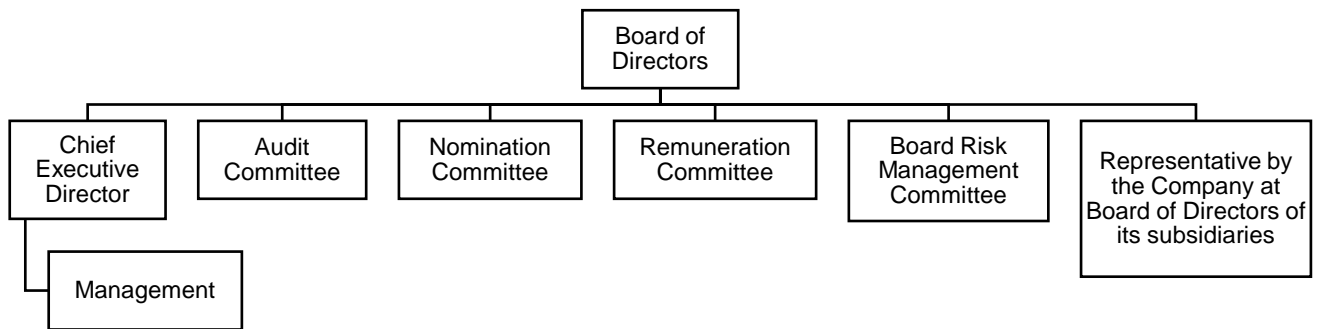 Board of
Directors
Chief
Executive
Director
Audit
Committee
Nomination
Committee
Remuneration
Committee
Board Risk
Management
Committee
Representative by
the Company at
Board of Directors of
its subsidiaries
Management